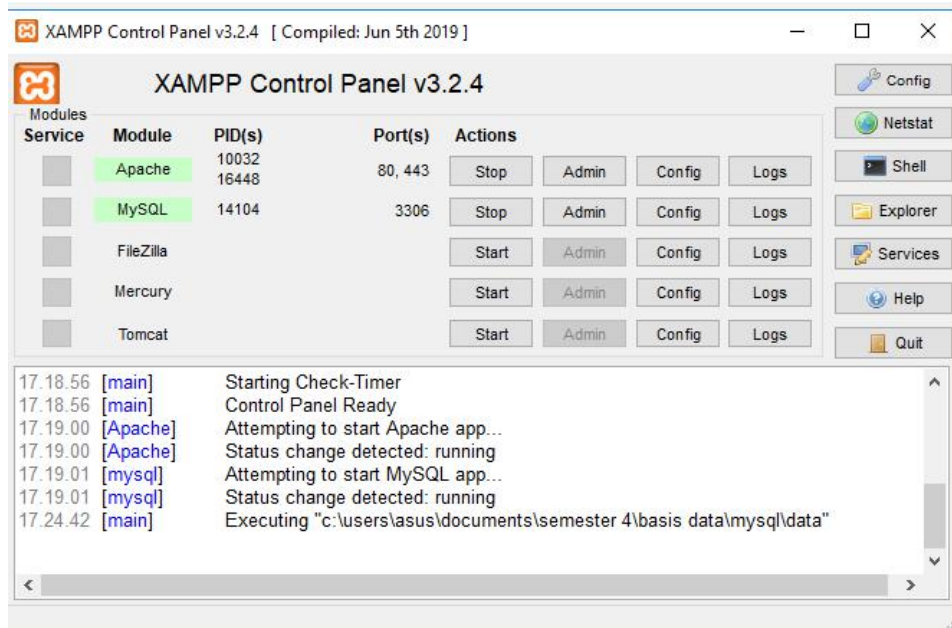 XAMPP Control Panel v3.2.4 [ Compiled: Jun 5th 2019 ]
XAMPP Control Panel v3.2.4
Config
Netstat
Shell
Explorer
Services
Help
Quit
Modules
Service Module PID(s) Port(s) Actions
Apache 10032 16448 80, 443 Stop Admin Config Logs
MySQL 14104 3306 Stop Admin Config Logs
FileZilla Start Admin Config Logs
Mercury Start Admin Config Logs
Tomcat Start Admin Config Logs
17.18.56 [main] Starting Check-Timer
17.18.56 [main] Control Panel Ready
17.19.00 [Apache] Attempting to start Apache app...
17.19.00 [Apache] Status change detected: running
17.19.01 [mysql] Attempting to start MySQL app...
17.19.01 [mysql] Status change detected: running
17.24.42 [main] Executing "c:\users\asus\documents\semester 4\basis data\mysql\data"